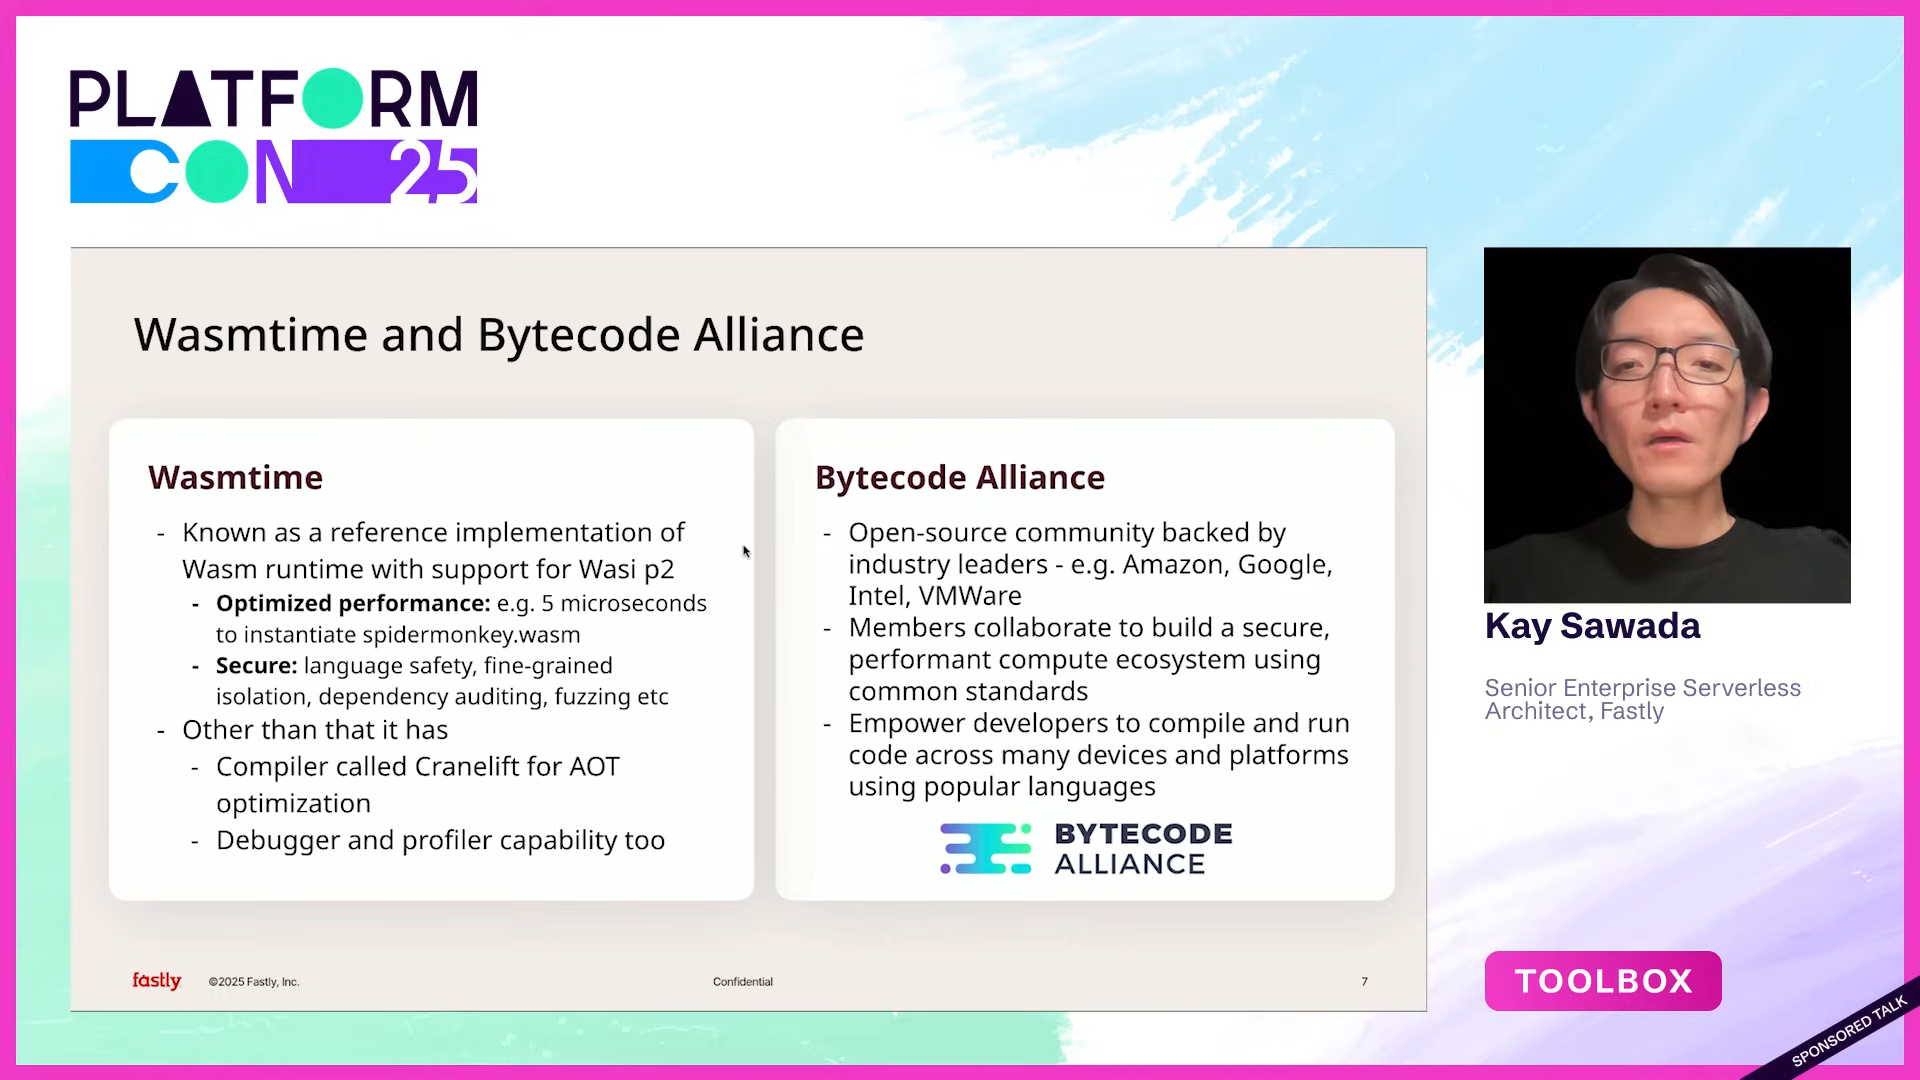 PLATFORM
CON 25
Wasmtime and Bytecode Alliance
Wasmtime
- Known as a reference implementation of
Wasm runtime with support for Wasi p2
- Optimized performance: e.g. 5 microseconds
to instantiate spidermonkey.wasm
- Secure: language safety, fine-grained
isolation, dependency auditing, fuzzing etc
- Other than that it has
- Compiler called Cranelift for AOT
optimization
- Debugger and profiler capability too
Bytecode Alliance
- Open-source community backed by
industry leaders - e.g. Amazon, Google,
Intel, VMWare
- Members collaborate to build a secure,
performant compute ecosystem using
common standards
- Empower developers to compile and run
code across many devices and platforms
using popular languages
BYTECODE
ALLIANCE
fastly
©2025 Fastly, Inc.
Confidential
7
Kay Sawada
Senior Enterprise Serverless
Architect, Fastly
TOOLBOX
SPONSORED TALK